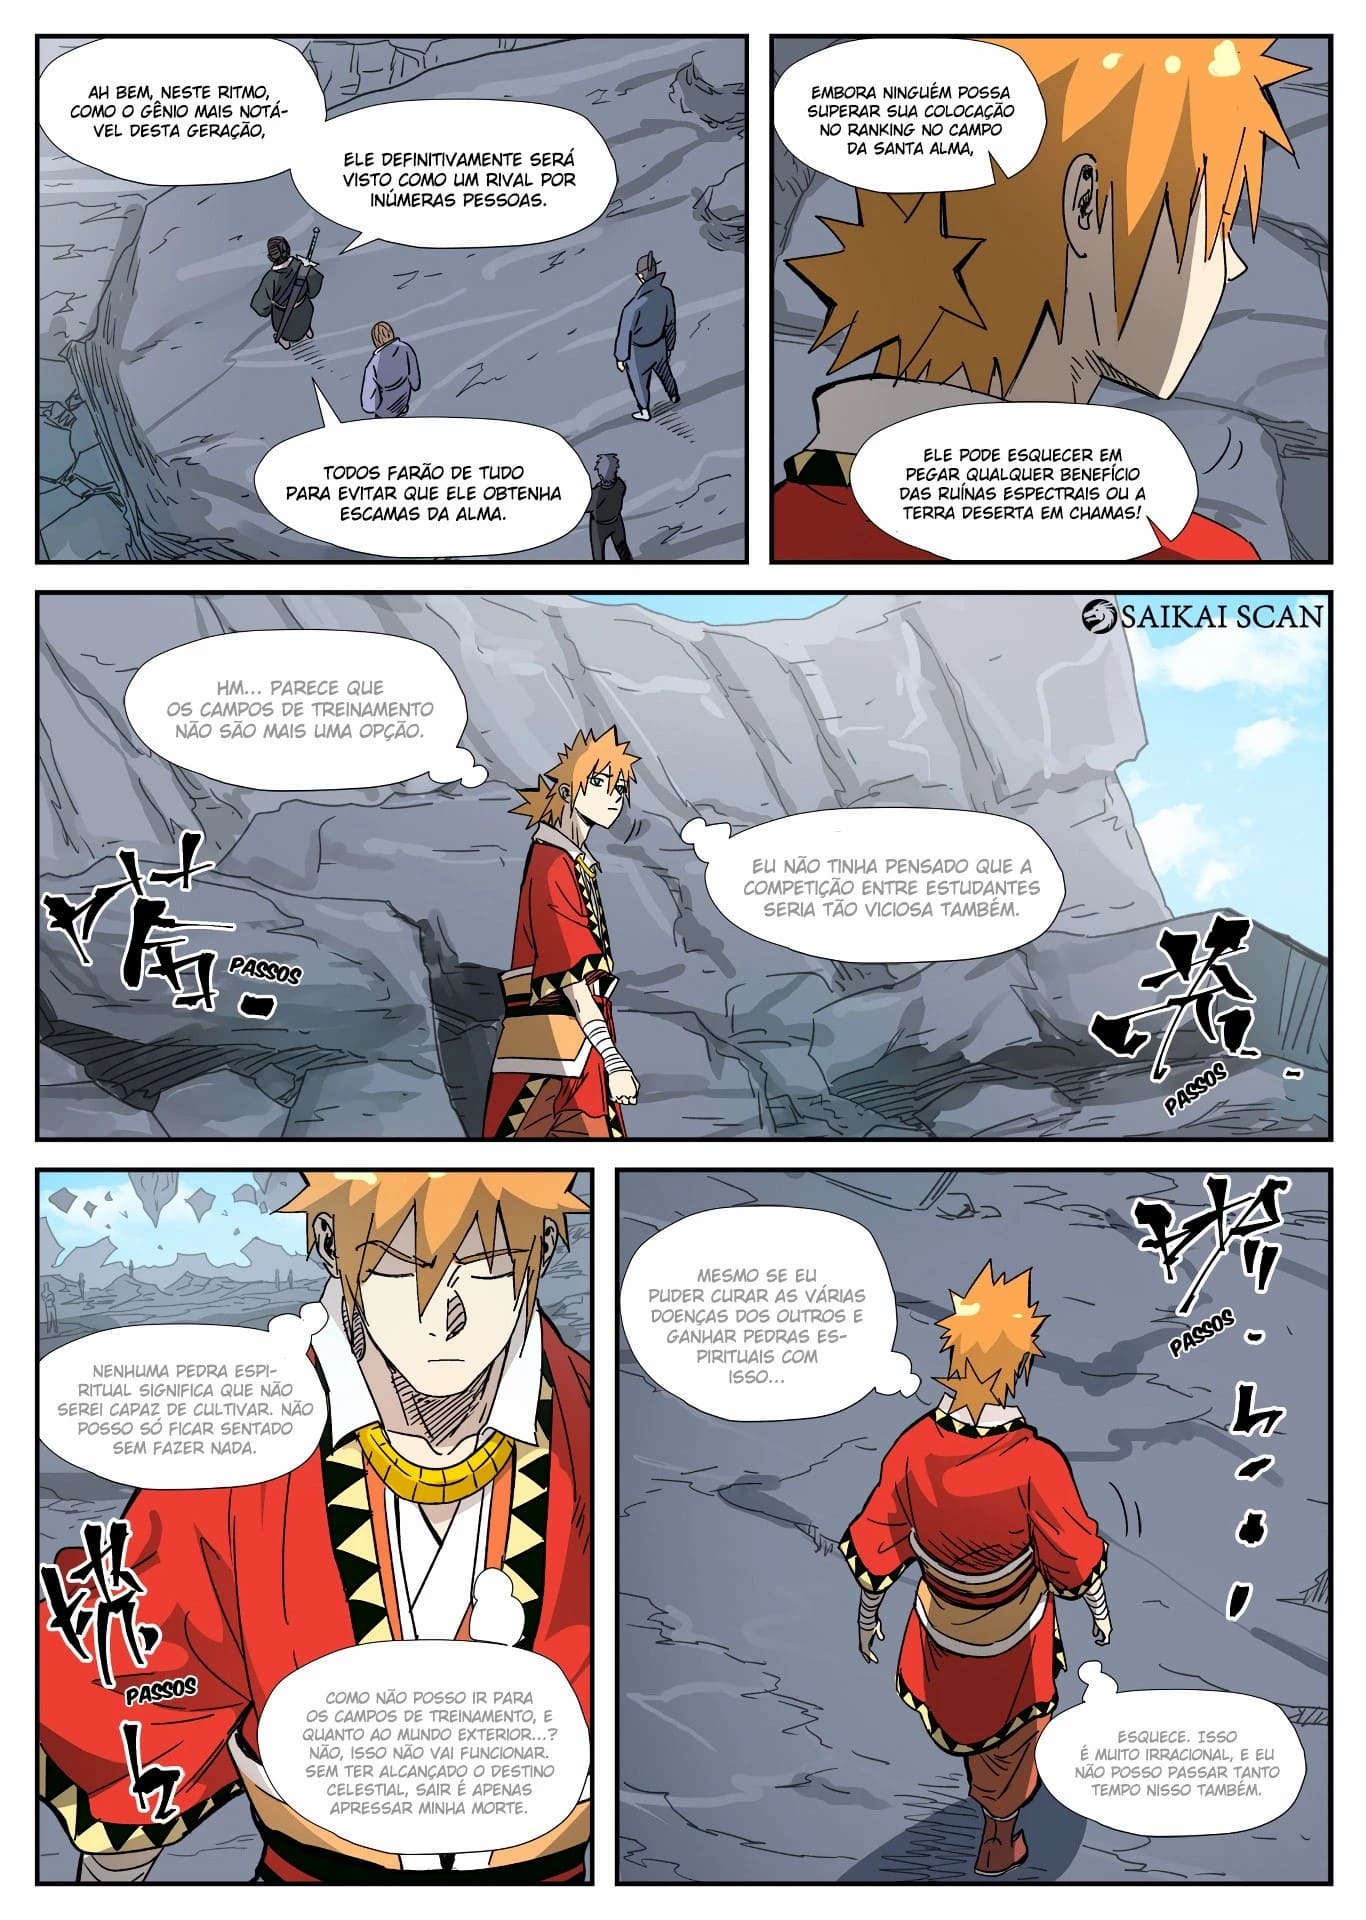 AH BEM, NESTE RITMO,
COMO O GÊNIO MAIS NOTÁ-
VEL DESTA GERAÇÃO,
ELE DEFINITIVAMENTE SERÁ
VISTO COMO UM RIVAL POR
INÚMERAS PESSOAS.
TODOS FARÃO DE TUDO
PARA EVITAR QUE ELE OBTENHA
ESCAMAS DA ALMA.
EMBORA NINGUÉM POSSA
SUPERAR SUA COLOCAÇÃO
NO RANKING NO CAMPO
DA SANTA ALMA,
ELE PODE ESQUECER EM
PEGAR QUALQUER BENEFÍCIO
DAS RUÍNAS ESPECTRAIS OU A
TERRA DESERTA EM CHAMAS!
SAIKAI SCAN
HM... PARECE QUE
OS CAMPOS DE TREINAMENTO
NÃO SÃO MAIS UMA OPÇÃO.
EU NÃO TINHA PENSADO QUE A
COMPETIÇÃO ENTRE ESTUDANTES
SERIA TÃO VICIOSA TAMBÉM.
PASSOS
PASSOS
NENHUMA PEDRA ESPI-
RITUAL SIGNIFICA QUE NÃO
SEREI CAPAZ DE CULTIVAR. NÃO
POSSO SÓ FICAR SENTADO
SEM FAZER NADA.
PASSOS
COMO NÃO POSSO IR PARA
OS CAMPOS DE TREINAMENTO, E
QUANTO AO MUNDO EXTERIOR...?
NÃO, ISSO NÃO VAI FUNCIONAR.
SEM TER ALCANÇADO O DESTINO
CELESTIAL, SAIR É APENAS
APRESSAR MINHA MORTE.
MESMO SE EU
PUDER CURAR AS VÁRIAS
DOENÇAS DOS OUTROS E
GANHAR PEDRAS ES-
PIRITUAIS COM
ISSO...
PASSOS
ESQUECE. ISSO
É MUITO IRRACIONAL, E EU
NÃO POSSO PASSAR TANTO
TEMPO NISSO TAMBÉM.